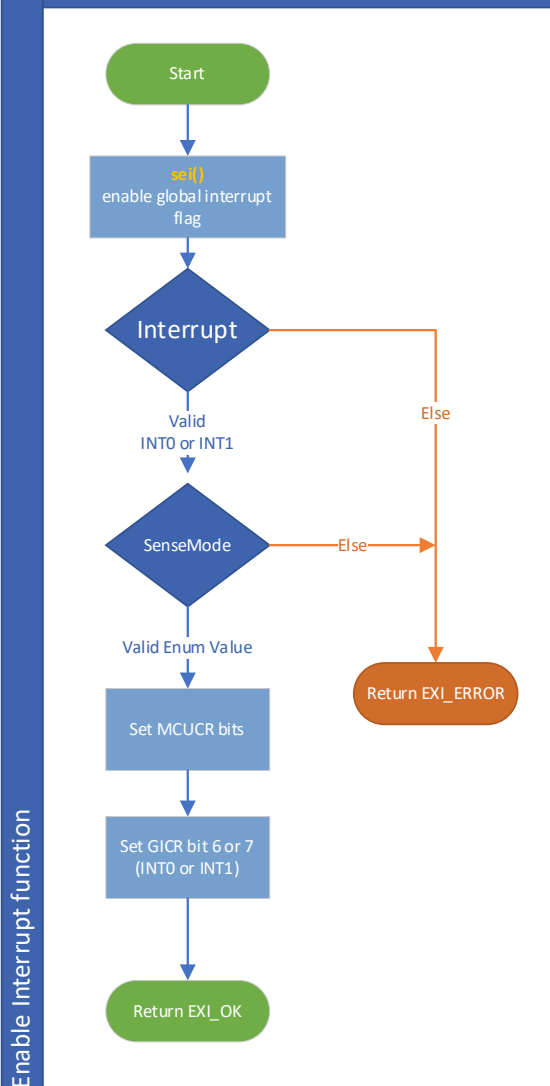 Start
sei()
enable global interrupt
flag
Interrupt
Valid
INT0 or INT1
Else
SenseMode
Else
Valid Enum Value
Return EXI_ERROR
Set MCUCR bits
Set GICR bit 6 or 7
(INT0 or INT1)
Return EXI_OK
Enable Interrupt function